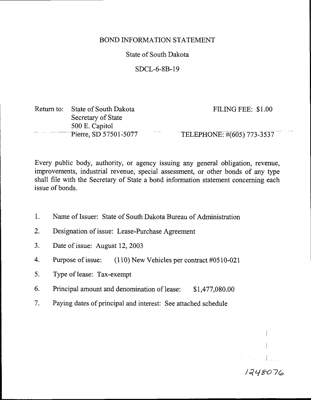 BOND INFORMATION STATEMENT
State of South Dakota
SDCL-6-8B-19
Return to: State of South Dakota FILING FEE: $1.00
Secretary of State
500 E. Capitol
Pierre, SD 57501-5077 TELEPHONE: #(605) 773-3537
Every public body, authority, or agency issuing any general obligation, revenue,
improvements, industrial revenue, special assessment, or other bonds of any type
shall file with the Secretary of State a bond information statement concerning each
issue of bonds.
1. Name of Issuer: State of South Dakota Bureau of Administration
2. Designation of issue: Lease-Purchase Agreement
3. Date of issue: August 12, 2003
4. Purpose of issue: (110) New Vehicles per contract #0510-021
5. Type of lease: Tax-exempt
6. Principal amount and denomination of lease: $1,477,080.00
7. Paying dates of principal and interest: See attached schedule
1248076